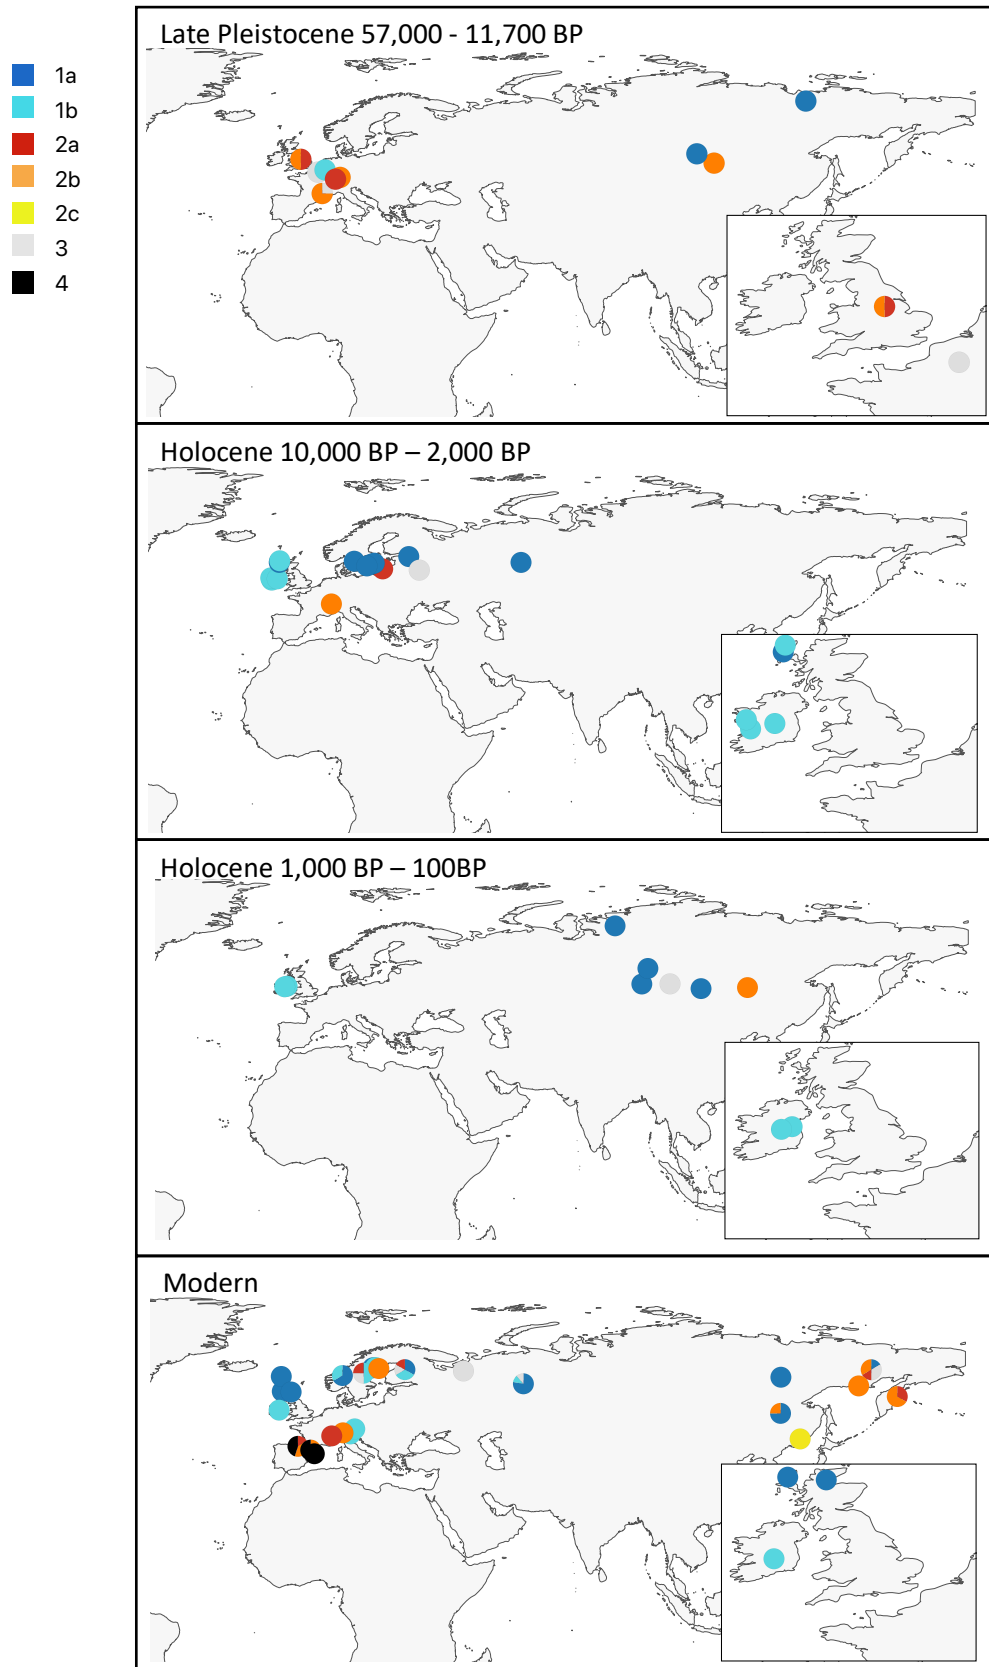 Late Pleistocene 57,000 - 11,700 BP
1a
1b
2a
2b
2c
3
4
Holocene 10,000 BP – 2,000 BP
Holocene 1,000 BP – 100BP
Modern